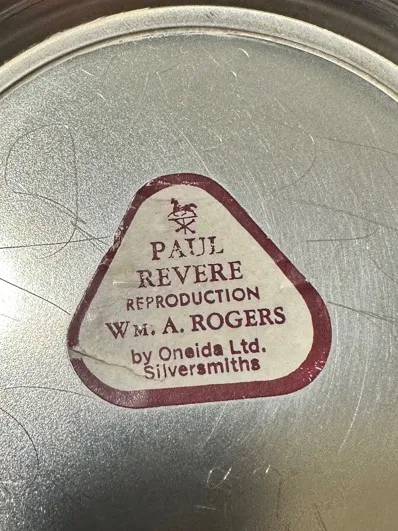 PAUL
REVERE
REPRODUCTION
WM. A. ROGERS
by Oneida Ltd.
Silversmiths